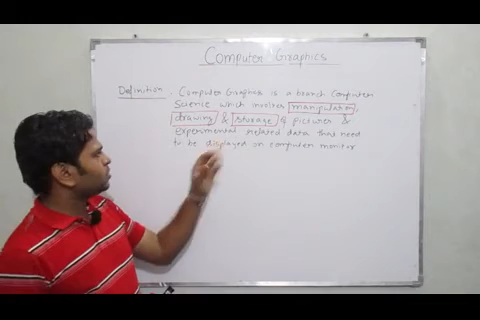 Computer Graphics
Definition. Computer Graphics is a branch Computer
Science which involves manipulation,
drawing & storage of pictures &
experimental related data that need
to be displayed on computer monitor